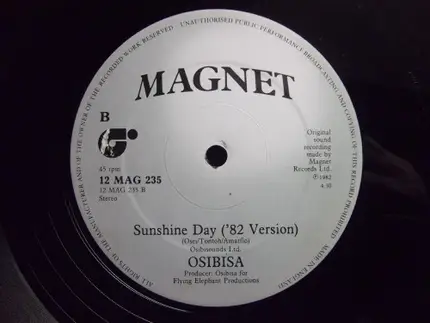 ALL RIGHTS OF THE MANUFACTURER AND OF THE OWNER OF THE RECORDED WORK RESERVED · UNAUTHORISED PUBLIC PERFORMANCE BROADCASTING AND COPYING OF THIS RECORD PROHIBITED · MADE IN ENGLAND
MAGNET
B
45 rpm
12 MAG 235
12 MAG 235 B
Stereo
Original
sound
recording
made by
Magnet
Records Ltd.
℗ 1982
4.50
Sunshine Day ('82 Version)
(Osei/Tontoh/Amarfio)
Osibisounds Ltd.
OSIBISA
Producer: Osibisa for
Flying Elephant Productions